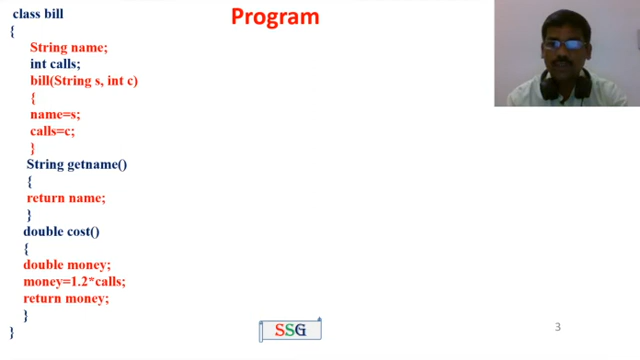 Program
class bill
{
String name;
int calls;
bill(String s, int c)
{
name=s;
calls=c;
}
String getname()
{
return name;
}
double cost()
{
double money;
money=1.2*calls;
return money;
}
}
SSG
3